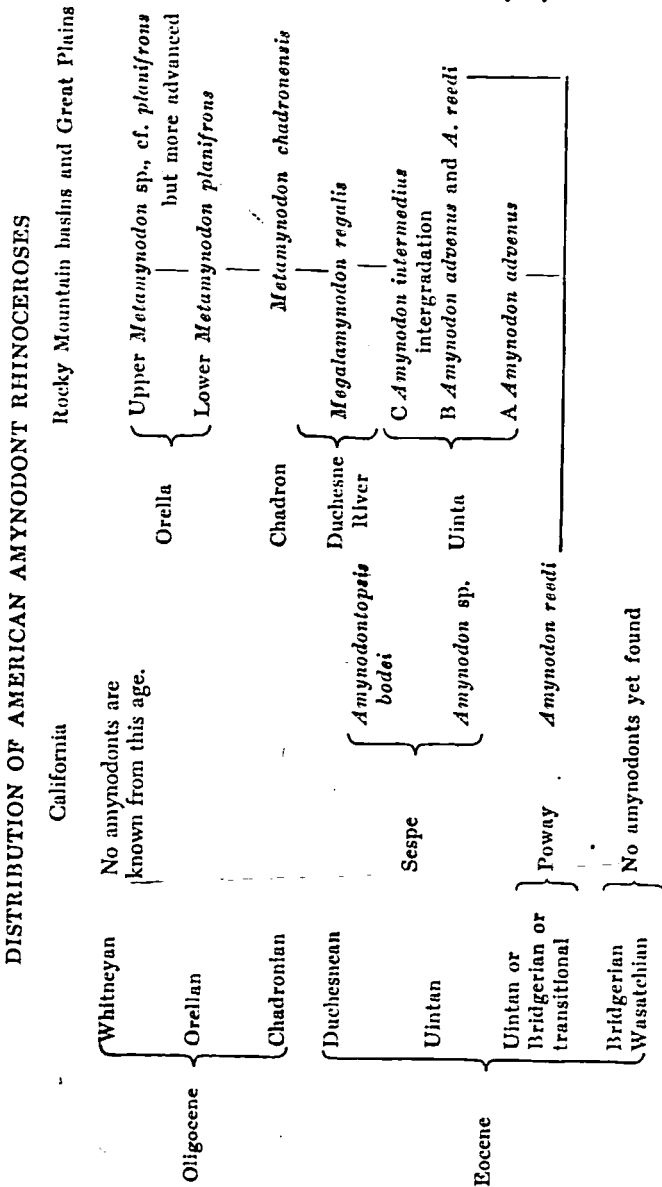 DISTRIBUTION OF AMERICAN AMYNODONT RHINOCEROSES
California
Rocky Mountain basins and Great Plains
Oligocene
Whitneyan
Orellan
Chadronian
No amynodonts are
known from this age.
Orella
Upper Metamynodon sp., cf. planifrons
but more advanced
Lower Metamynodon planifrons
Chadron
Metamynodon chadronensis
Eocene
Duchesnean
Uintan
Uintan or
Bridgerian or
transitional
Bridgerian
Wasatchian
Sespe
Amynodontopsis
bodei
Amynodon sp.
Poway
Amynodon reedi
No amynodonts yet found
Duchesne
River
Megalamynodon regalis
Uinta
C Amynodon intermedius
intergradation
B Amynodon advenus and A. reedi
A Amynodon advenus